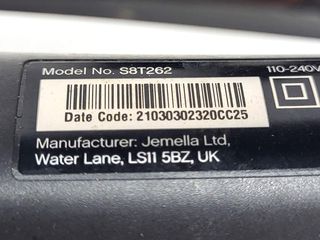 Model No. S8T262 110-240V
Date Code: 21030302320CC25
Manufacturer: Jemella Ltd,
Water Lane, LS11 5BZ, UK